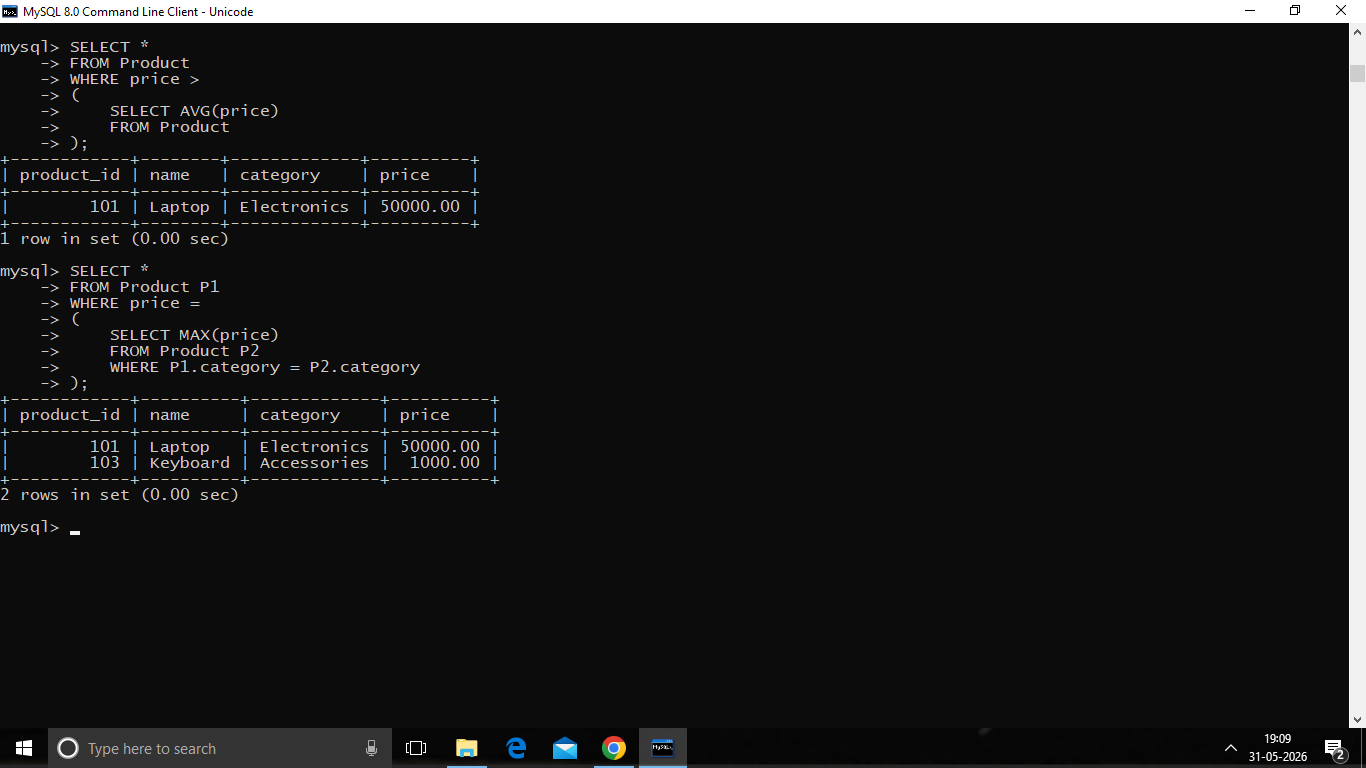 MySQL 8.0 Command Line Client - Unicode
mysql> SELECT *
    -> FROM Product
    -> WHERE price >
    -> (
    ->     SELECT AVG(price)
    ->     FROM Product
    -> );
+------------+--------+-------------+----------+
| product_id | name   | category    | price    |
+------------+--------+-------------+----------+
|        101 | Laptop | Electronics | 50000.00 |
+------------+--------+-------------+----------+
1 row in set (0.00 sec)
mysql> SELECT *
    -> FROM Product P1
    -> WHERE price =
    -> (
    ->     SELECT MAX(price)
    ->     FROM Product P2
    ->     WHERE P1.category = P2.category
    -> );
+------------+----------+-------------+----------+
| product_id | name     | category    | price    |
+------------+----------+-------------+----------+
|        101 | Laptop   | Electronics | 50000.00 |
|        103 | Keyboard | Accessories |  1000.00 |
+------------+----------+-------------+----------+
2 rows in set (0.00 sec)
mysql>
Type here to search
MySQL
19:09
31-05-2026
2